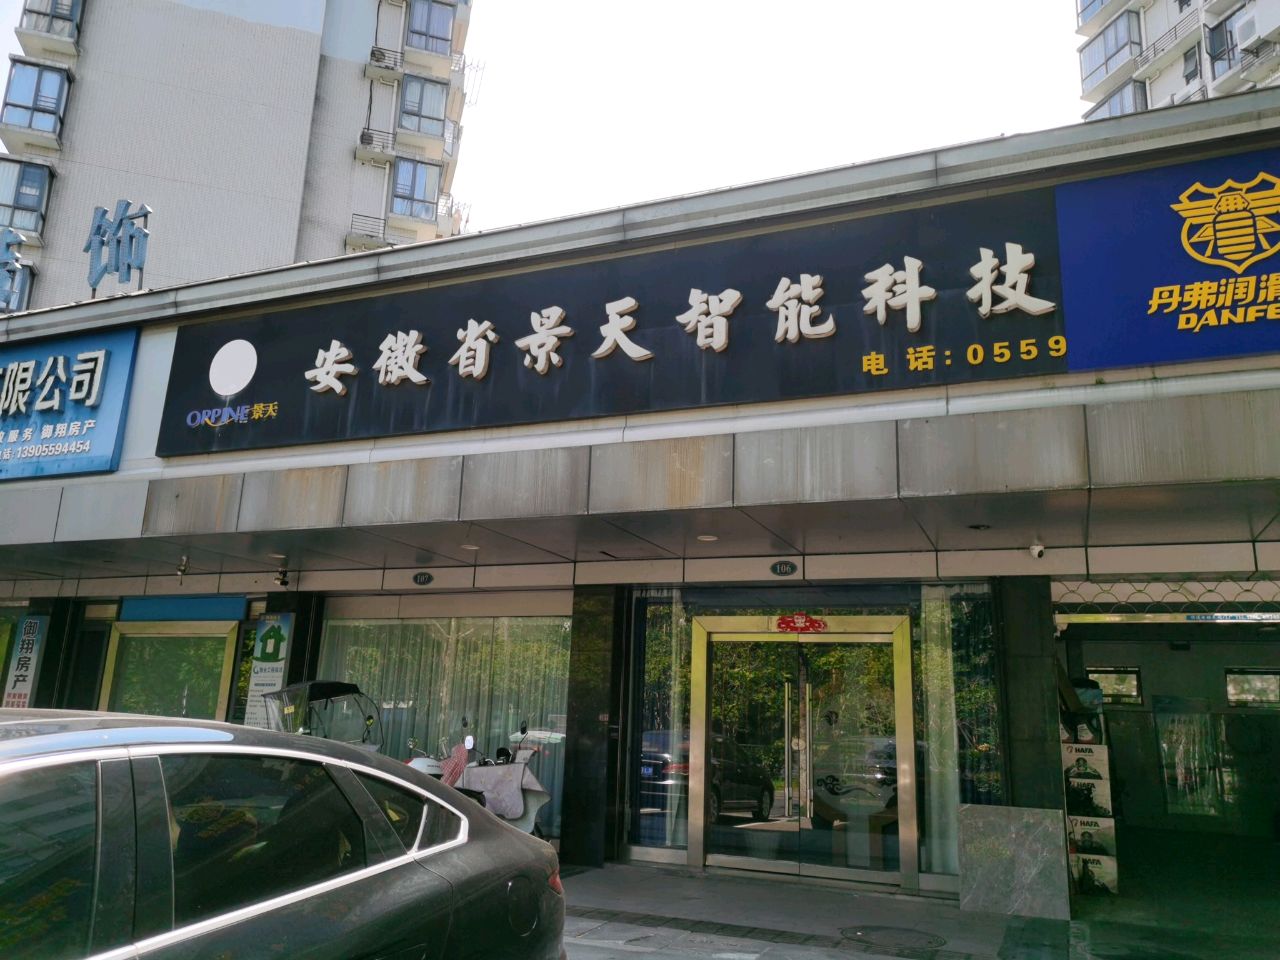 饰
限公司
服务 御翔房产
电话:13905594454
安徽省景天智能科技
电话:0559
ORPINE景天
丹弗润滑
DANFE
107
106
御翔房产
HAFA
HAFA
HAFA